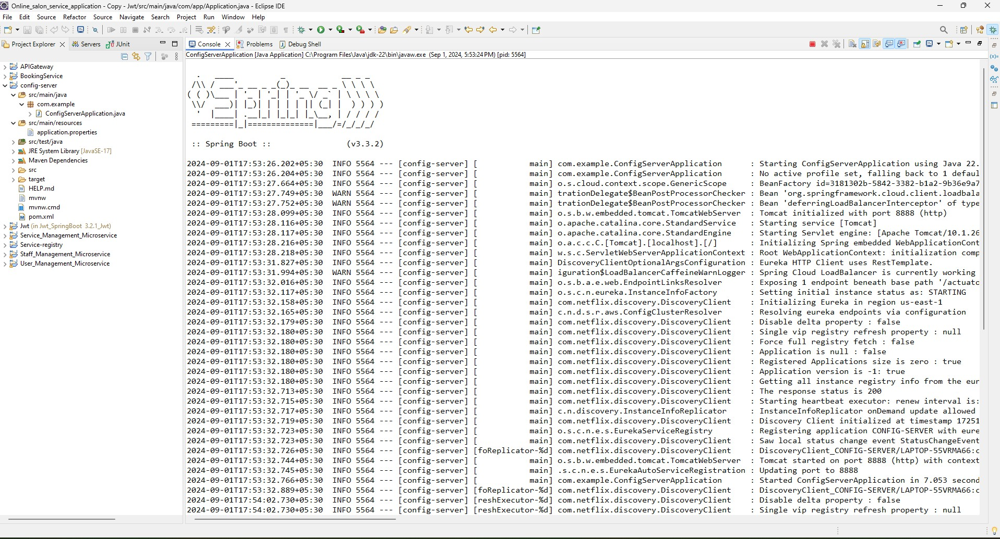 Online_salon_service_application - Copy - Jwt/src/main/java/com/app/Application.java - Eclipse IDE
File Edit Source Refactor Source Navigate Search Project Run Window Help
Project Explorer Servers JUnit
Console Problems Debug Shell
ConfigServerApplication [Java Application] C:\Program Files\Java\jdk-22\bin\javaw.exe (Sep 1, 2024, 5:53:24 PM) [pid: 5564]
APIGateway
BookingService
config-server
src/main/java
com.example
ConfigServerApplication.java
src/main/resources
application.properties
src/test/java
JRE System Library [JavaSE-17]
Maven Dependencies
src
target
HELP.md
mvnw
mvnw.cmd
pom.xml
Jwt (in Jwt_SpringBoot 3.2.1_Jwt)
Service_Management_Microservice
Service-registry
Staff_Management_Microservice
User_Management_Microservice
Spring
:: Spring Boot :: (v3.3.2)
2024-09-01T17:53:26.202+05:30 INFO 5564 --- [config-server] [ main] com.example.ConfigServerApplication : Starting ConfigServerApplication using Java 22.
2024-09-01T17:53:26.204+05:30 INFO 5564 --- [config-server] [ main] com.example.ConfigServerApplication : No active profile set, falling back to 1 defaul
2024-09-01T17:53:27.664+05:30 INFO 5564 --- [config-server] [ main] o.s.cloud.context.scope.GenericScope : BeanFactory id=3181302b-5842-3382-b1a2-9b36e9a7
2024-09-01T17:53:27.749+05:30 WARN 5564 --- [config-server] [ main] trationDelegate$BeanPostProcessorChecker : Bean 'org.springframework.cloud.client.loadbala
2024-09-01T17:53:27.752+05:30 WARN 5564 --- [config-server] [ main] trationDelegate$BeanPostProcessorChecker : Bean 'deferringLoadBalancerInterceptor' of type
2024-09-01T17:53:28.099+05:30 INFO 5564 --- [config-server] [ main] o.s.b.w.embedded.tomcat.TomcatWebServer : Tomcat initialized with port 8888 (http)
2024-09-01T17:53:28.116+05:30 INFO 5564 --- [config-server] [ main] o.apache.catalina.core.StandardService : Starting service [Tomcat]
2024-09-01T17:53:28.117+05:30 INFO 5564 --- [config-server] [ main] o.apache.catalina.core.StandardEngine : Starting Servlet engine: [Apache Tomcat/10.1.26
2024-09-01T17:53:28.216+05:30 INFO 5564 --- [config-server] [ main] o.a.c.c.C.[Tomcat].[localhost].[/] : Initializing Spring embedded WebApplicationCont
2024-09-01T17:53:28.218+05:30 INFO 5564 --- [config-server] [ main] w.s.c.ServletWebServerApplicationContext : Root WebApplicationContext: initialization comp
2024-09-01T17:53:31.827+05:30 INFO 5564 --- [config-server] [ main] DiscoveryClientOptionalArgsConfiguration : Eureka HTTP Client uses RestTemplate.
2024-09-01T17:53:31.994+05:30 WARN 5564 --- [config-server] [ main] iguration$LoadBalancerCaffeineWarnLogger : Spring Cloud LoadBalancer is currently working
2024-09-01T17:53:32.016+05:30 INFO 5564 --- [config-server] [ main] o.s.b.a.e.web.EndpointLinksResolver : Exposing 1 endpoint beneath base path '/actuato
2024-09-01T17:53:32.117+05:30 INFO 5564 --- [config-server] [ main] o.s.c.n.eureka.InstanceInfoFactory : Setting initial instance status as: STARTING
2024-09-01T17:53:32.158+05:30 INFO 5564 --- [config-server] [ main] com.netflix.discovery.DiscoveryClient : Initializing Eureka in region us-east-1
2024-09-01T17:53:32.165+05:30 INFO 5564 --- [config-server] [ main] c.n.d.s.r.aws.ConfigClusterResolver : Resolving eureka endpoints via configuration
2024-09-01T17:53:32.179+05:30 INFO 5564 --- [config-server] [ main] com.netflix.discovery.DiscoveryClient : Disable delta property : false
2024-09-01T17:53:32.180+05:30 INFO 5564 --- [config-server] [ main] com.netflix.discovery.DiscoveryClient : Single vip registry refresh property : null
2024-09-01T17:53:32.180+05:30 INFO 5564 --- [config-server] [ main] com.netflix.discovery.DiscoveryClient : Force full registry fetch : false
2024-09-01T17:53:32.180+05:30 INFO 5564 --- [config-server] [ main] com.netflix.discovery.DiscoveryClient : Application is null : false
2024-09-01T17:53:32.180+05:30 INFO 5564 --- [config-server] [ main] com.netflix.discovery.DiscoveryClient : Registered Applications size is zero : true
2024-09-01T17:53:32.180+05:30 INFO 5564 --- [config-server] [ main] com.netflix.discovery.DiscoveryClient : Application version is -1: true
2024-09-01T17:53:32.180+05:30 INFO 5564 --- [config-server] [ main] com.netflix.discovery.DiscoveryClient : Getting all instance registry info from the eur
2024-09-01T17:53:32.713+05:30 INFO 5564 --- [config-server] [ main] com.netflix.discovery.DiscoveryClient : The response status is 200
2024-09-01T17:53:32.715+05:30 INFO 5564 --- [config-server] [ main] com.netflix.discovery.DiscoveryClient : Starting heartbeat executor: renew interval is:
2024-09-01T17:53:32.717+05:30 INFO 5564 --- [config-server] [ main] c.n.discovery.InstanceInfoReplicator : InstanceInfoReplicator onDemand update allowed
2024-09-01T17:53:32.719+05:30 INFO 5564 --- [config-server] [ main] com.netflix.discovery.DiscoveryClient : Discovery Client initialized at timestamp 17251
2024-09-01T17:53:32.723+05:30 INFO 5564 --- [config-server] [ main] o.s.c.n.e.s.EurekaServiceRegistry : Registering application CONFIG-SERVER with eure
2024-09-01T17:53:32.723+05:30 INFO 5564 --- [config-server] [ main] com.netflix.discovery.DiscoveryClient : Saw local status change event StatusChangeEvent
2024-09-01T17:53:32.726+05:30 INFO 5564 --- [config-server] [foReplicator-%d] com.netflix.discovery.DiscoveryClient : DiscoveryClient_CONFIG-SERVER/LAPTOP-55VRMA66:c
2024-09-01T17:53:32.744+05:30 INFO 5564 --- [config-server] [ main] o.s.b.w.embedded.tomcat.TomcatWebServer : Tomcat started on port 8888 (http) with context
2024-09-01T17:53:32.745+05:30 INFO 5564 --- [config-server] [ main] .s.c.n.e.s.EurekaAutoServiceRegistration : Updating port to 8888
2024-09-01T17:53:32.766+05:30 INFO 5564 --- [config-server] [ main] com.example.ConfigServerApplication : Started ConfigServerApplication in 7.053 second
2024-09-01T17:53:32.889+05:30 INFO 5564 --- [config-server] [foReplicator-%d] com.netflix.discovery.DiscoveryClient : DiscoveryClient_CONFIG-SERVER/LAPTOP-55VRMA66:c
2024-09-01T17:54:02.730+05:30 INFO 5564 --- [config-server] [reshExecutor-%d] com.netflix.discovery.DiscoveryClient : Disable delta property : false
2024-09-01T17:54:02.730+05:30 INFO 5564 --- [config-server] [reshExecutor-%d] com.netflix.discovery.DiscoveryClient : Single vip registry refresh property : null